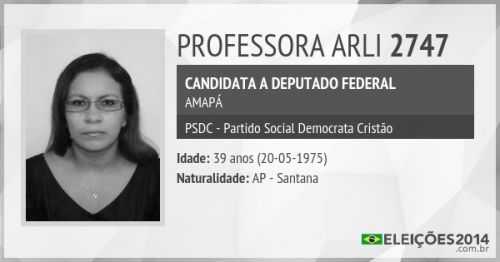 PROFESSORA ARLI 2747
CANDIDATA A DEPUTADO FEDERAL
AMAPÁ
PSDC - Partido Social Democrata Cristão
Idade: 39 anos (20-05-1975)
Naturalidade: AP - Santana
ELEIÇÕES2014
.com.br